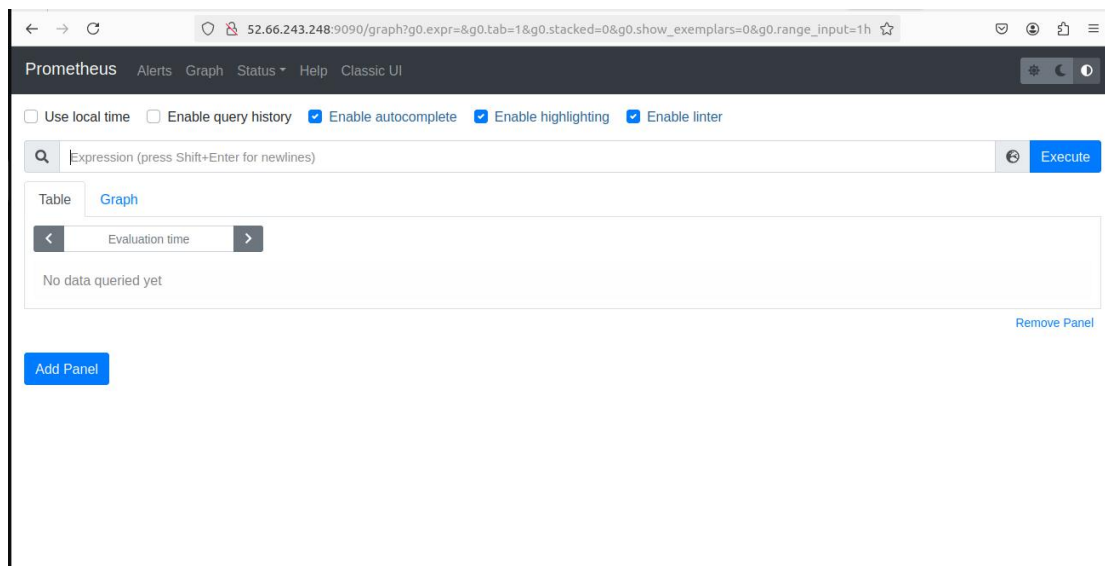 52.66.243.248:9090/graph?g0.expr=&g0.tab=1&g0.stacked=0&g0.show_exemplars=0&g0.range_input=1h
Prometheus Alerts Graph Status Help Classic UI
Use local time Enable query history Enable autocomplete Enable highlighting Enable linter
Expression (press Shift+Enter for newlines) Execute
Table Graph
Evaluation time
No data queried yet
Remove Panel
Add Panel